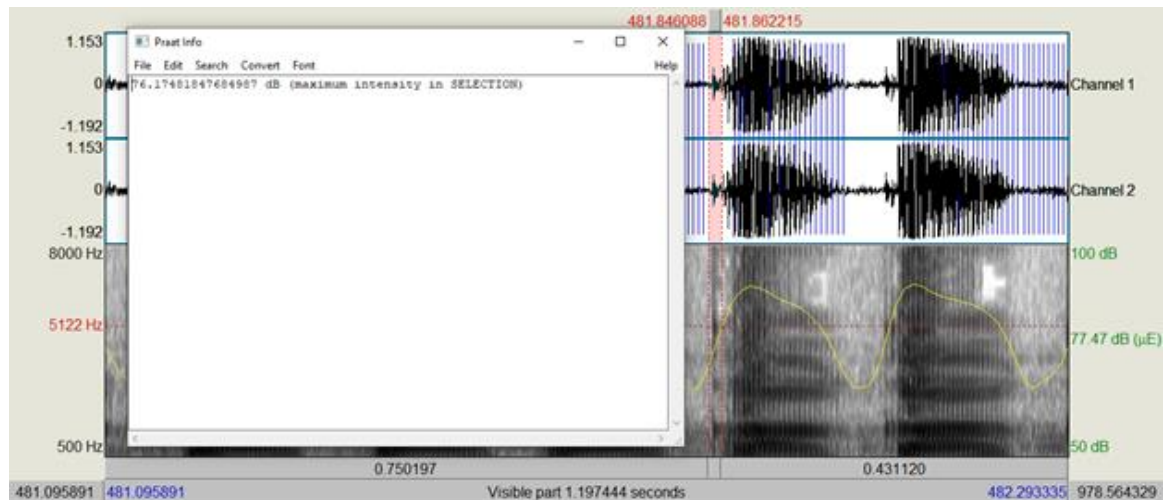 481.846088 481.862215
1.153
0
-1.192
1.153
0
-1.192
8000 Hz
5122 Hz
500 Hz
Praat Info
File Edit Search Convert Font Help
76.17481847684987 dB (maximum intensity in SELECTION)
Channel 1
Channel 2
100 dB
77.47 dB (µE)
50 dB
0.750197 0.431120
481.095891 481.095891 Visible part 1.197444 seconds 482.293335 978.564329